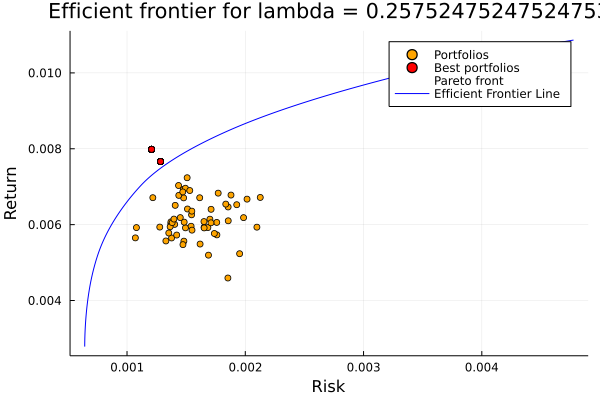 Efficient frontier for lambda = 0.2575247524752475
Portfolios
Best portfolios
Pareto front
Efficient Frontier Line
Return
0.010
0.008
0.006
0.004
0.001
0.002
0.003
0.004
Risk